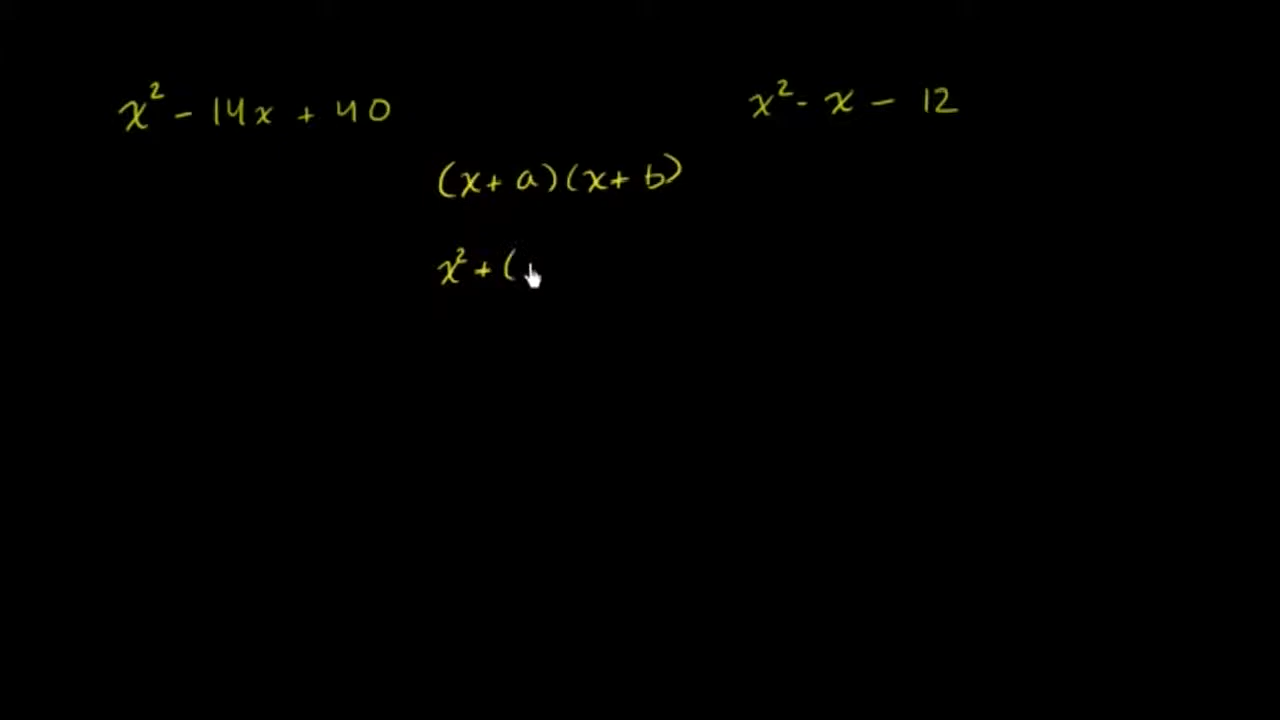 x² - 14x + 40
x² - x - 12
(x + a)(x + b)
x² + (